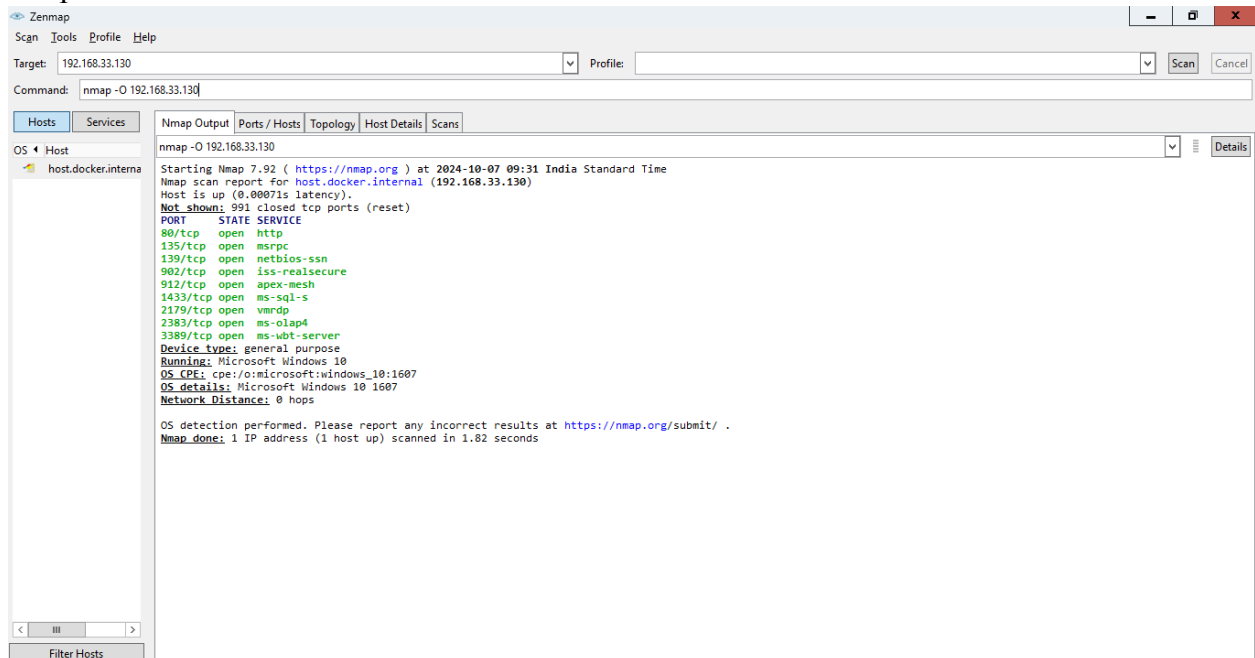 Zenmap
Scan Tools Profile Help
Target: 192.168.33.130 Profile: Scan Cancel
Command: nmap -O 192.168.33.130
Hosts Services Nmap Output Ports / Hosts Topology Host Details Scans
OS Host nmap -O 192.168.33.130 Details
host.docker.interna
Starting Nmap 7.92 ( https://nmap.org ) at 2024-10-07 09:31 India Standard Time
Nmap scan report for host.docker.internal (192.168.33.130)
Host is up (0.00071s latency).
Not shown: 991 closed tcp ports (reset)
PORT STATE SERVICE
80/tcp open http
135/tcp open msrpc
139/tcp open netbios-ssn
902/tcp open iss-realsecure
912/tcp open apex-mesh
1433/tcp open ms-sql-s
2179/tcp open vmrdp
2383/tcp open ms-olap4
3389/tcp open ms-wbt-server
Device type: general purpose
Running: Microsoft Windows 10
OS CPE: cpe:/o:microsoft:windows_10:1607
OS details: Microsoft Windows 10 1607
Network Distance: 0 hops
OS detection performed. Please report any incorrect results at https://nmap.org/submit/ .
Nmap done: 1 IP address (1 host up) scanned in 1.82 seconds
Filter Hosts